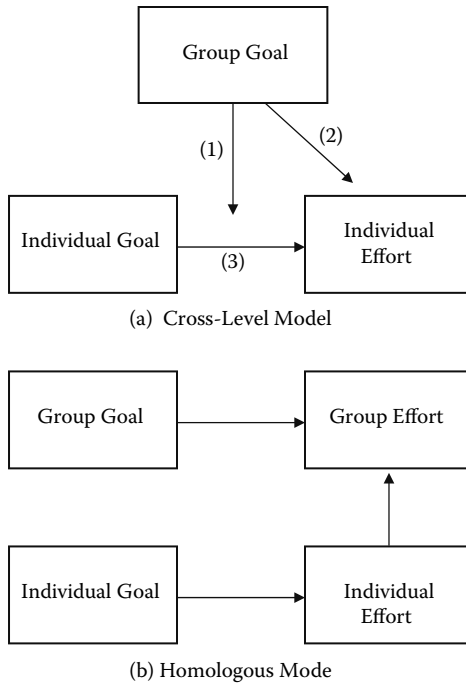 Group Goal
(1)
(2)
Individual Goal
(3)
Individual
Effort
(a) Cross-Level Model
Group Goal
Group Effort
Individual Goal
Individual
Effort
(b) Homologous Mode